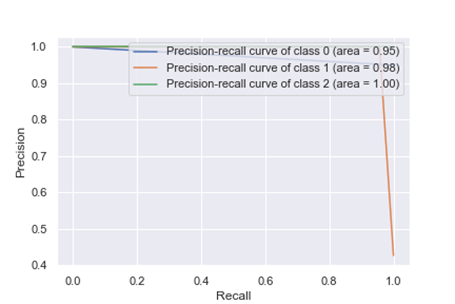 1.0
0.9
0.8
0.7
0.6
0.5
0.4
Precision
Precision-recall curve of class 0 (area = 0.95)
Precision-recall curve of class 1 (area = 0.98)
Precision-recall curve of class 2 (area = 1.00)
0.0 0.2 0.4 0.6 0.8 1.0
Recall